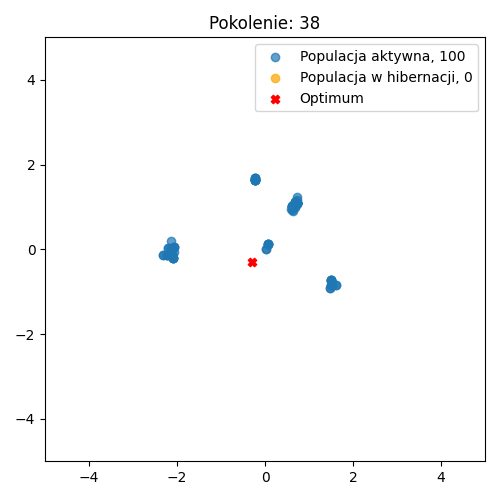 Pokolenie: 38
Populacja aktywna, 100
Populacja w hibernacji, 0
Optimum
4
2
0
−2
−4
−4 −2 0 2 4